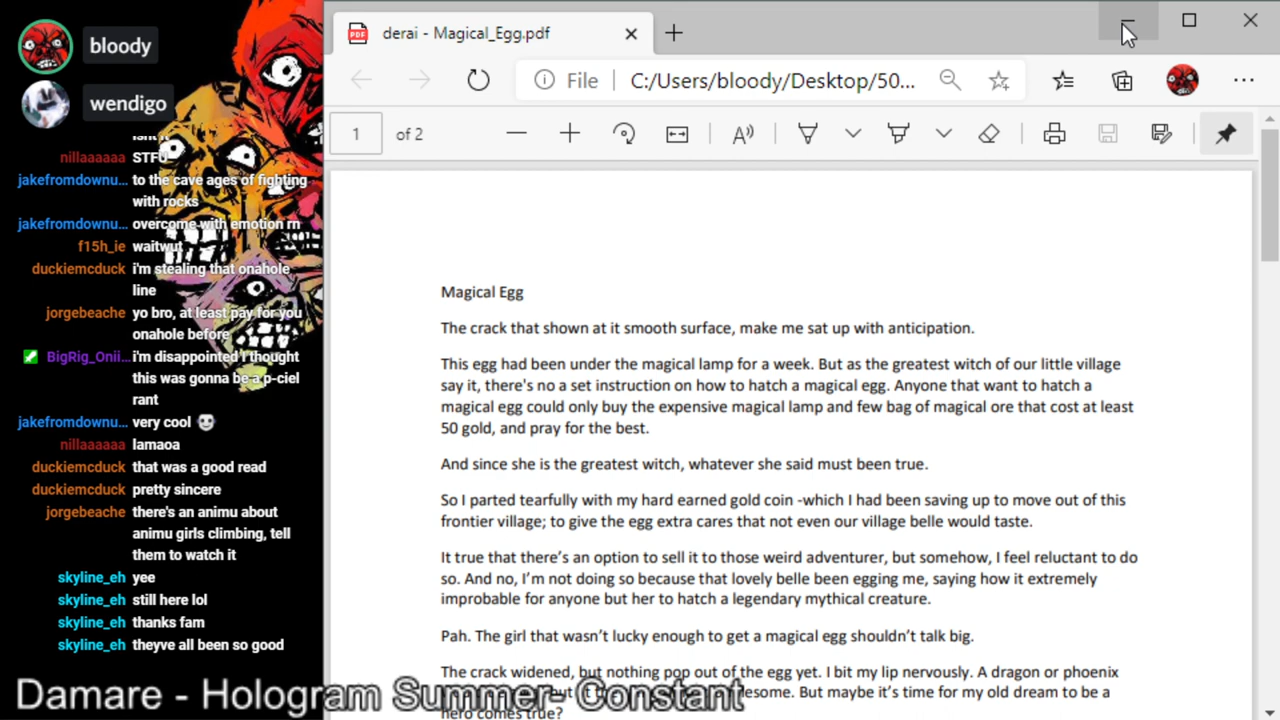 bloody
wendigo
isnt it
nillaaaaaa STFU
jakefromdownu... to the cave ages of fighting
with rocks
jakefromdownu... overcome with emotion rn
f15h_ie waitwut
duckiemcduck i'm stealing that onahole
line
jorgebeache yo bro, at least pay for you
onahole before
BigRig_Onii... i'm disappointed i thought
this was gonna be a p-ciel
rant
jakefromdownu... very cool
nillaaaaaa lamaoa
duckiemcduck that was a good read
duckiemcduck pretty sincere
jorgebeache there's an animu about
animu girls climbing, tell
them to watch it
skyline_eh yee
skyline_eh still here lol
skyline_eh thanks fam
skyline_eh theyve all been so good
derai - Magical_Egg.pdf
File C:/Users/bloody/Desktop/50...
1 of 2
Magical Egg
The crack that shown at it smooth surface, make me sat up with anticipation.
This egg had been under the magical lamp for a week. But as the greatest witch of our little village
say it, there's no a set instruction on how to hatch a magical egg. Anyone that want to hatch a
magical egg could only buy the expensive magical lamp and few bag of magical ore that cost at least
50 gold, and pray for the best.
And since she is the greatest witch, whatever she said must been true.
So I parted tearfully with my hard earned gold coin -which I had been saving up to move out of this
frontier village; to give the egg extra cares that not even our village belle would taste.
It true that there's an option to sell it to those weird adventurer, but somehow, I feel reluctant to do
so. And no, I'm not doing so because that lovely belle been egging me, saying how it extremely
improbable for anyone but her to hatch a legendary mythical creature.
Pah. The girl that wasn't lucky enough to get a magical egg shouldn't talk big.
The crack widened, but nothing pop out of the egg yet. I bit my lip nervously. A dragon or phoenix
But maybe it's time for my old dream to be a
hero comes true?
Damare - Hologram Summer- Constant